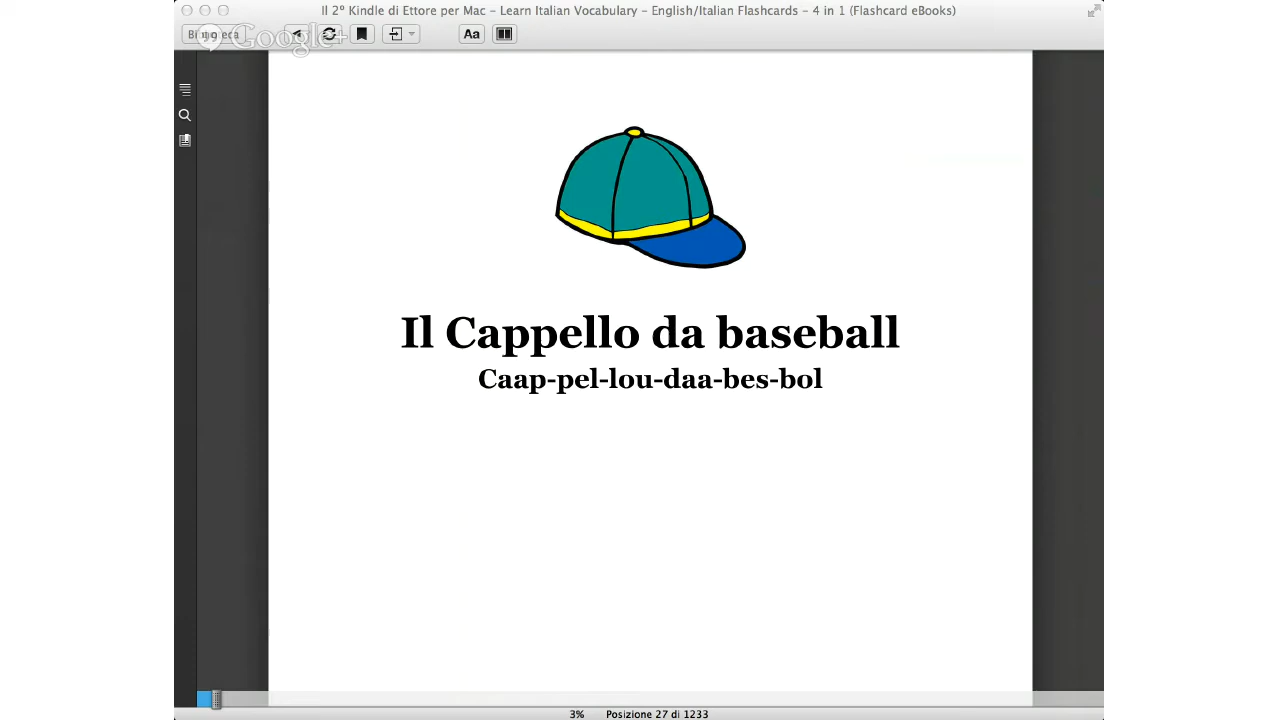 Il 2° Kindle di Ettore per Mac – Learn Italian Vocabulary – English/Italian Flashcards – 4 in 1 (Flashcard eBooks)
Google+
Aa
Il Cappello da baseball
Caap-pel-lou-daa-bes-bol
3% Posizione 27 di 1233